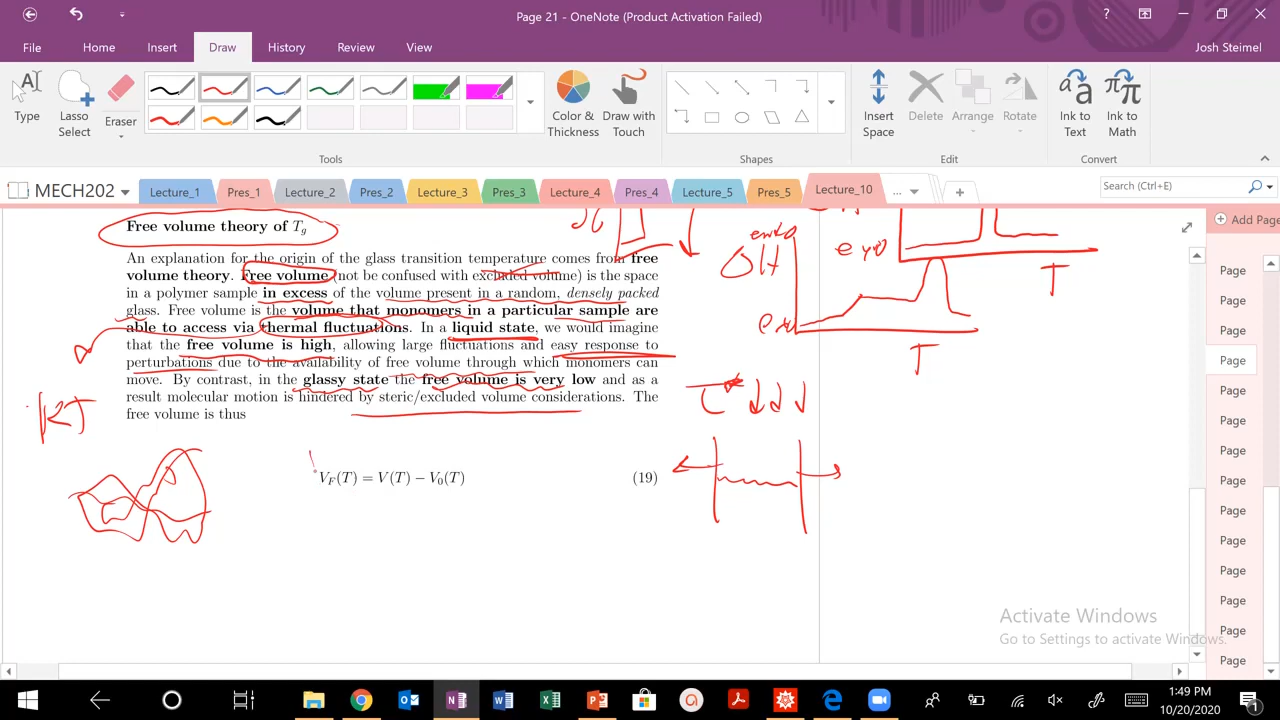 Page 21 - OneNote (Product Activation Failed)
?
File
Home
Insert
Draw
History
Review
View
Josh Steimel
Type
Lasso Select
Eraser
Color & Thickness
Draw with Touch
Insert Space
Delete
Arrange
Rotate
Ink to Text
Ink to Math
Tools
Shapes
Edit
Convert
MECH202
Lecture_1
Pres_1
Lecture_2
Pres_2
Lecture_3
Pres_3
Lecture_4
Pres_4
Lecture_5
Pres_5
Lecture_10
...
Search (Ctrl+E)
Add Page
Free volume theory of Tg
An explanation for the origin of the glass transition temperature comes from free
volume theory. Free volume (not be confused with excluded volume) is the space
in a polymer sample in excess of the volume present in a random, densely packed
glass. Free volume is the volume that monomers in a particular sample are
able to access via thermal fluctuations. In a liquid state, we would imagine
that the free volume is high, allowing large fluctuations and easy response to
perturbations due to the availability of free volume through which monomers can
move. By contrast, in the glassy state the free volume is very low and as a
result molecular motion is hindered by steric/excluded volume considerations. The
free volume is thus
V_F(T) = V(T) − V_0(T) (19)
endo
exo
T
exo
T
τ ↓ ↓ ↓
kT
Page
Page
Page
Page
Page
Page
Page
Page
Page
Page
Page
Page
Page
Page
Activate Windows
Go to Settings to activate Windows.
1:49 PM
10/20/2020
1